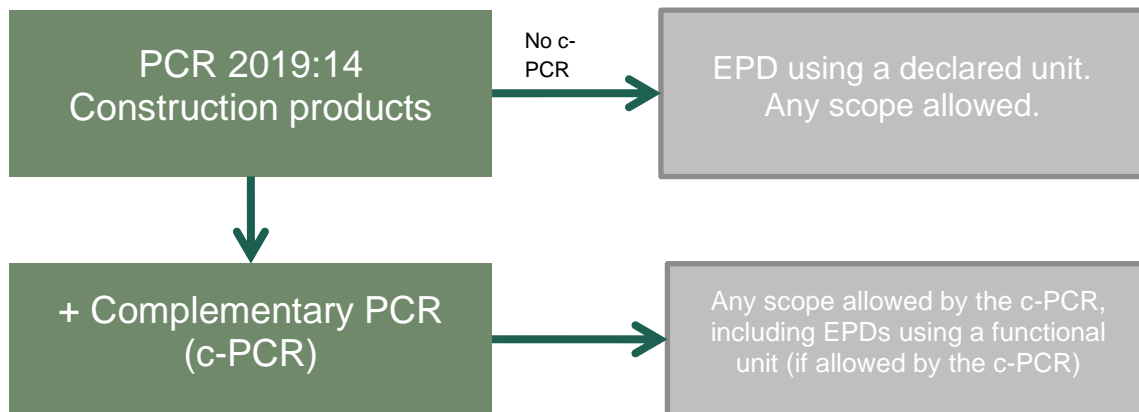 PCR 2019:14
Construction products
No c-
PCR
EPD using a declared unit.
Any scope allowed.
+ Complementary PCR
(c-PCR)
Any scope allowed by the c-PCR,
including EPDs using a functional
unit (if allowed by the c-PCR)